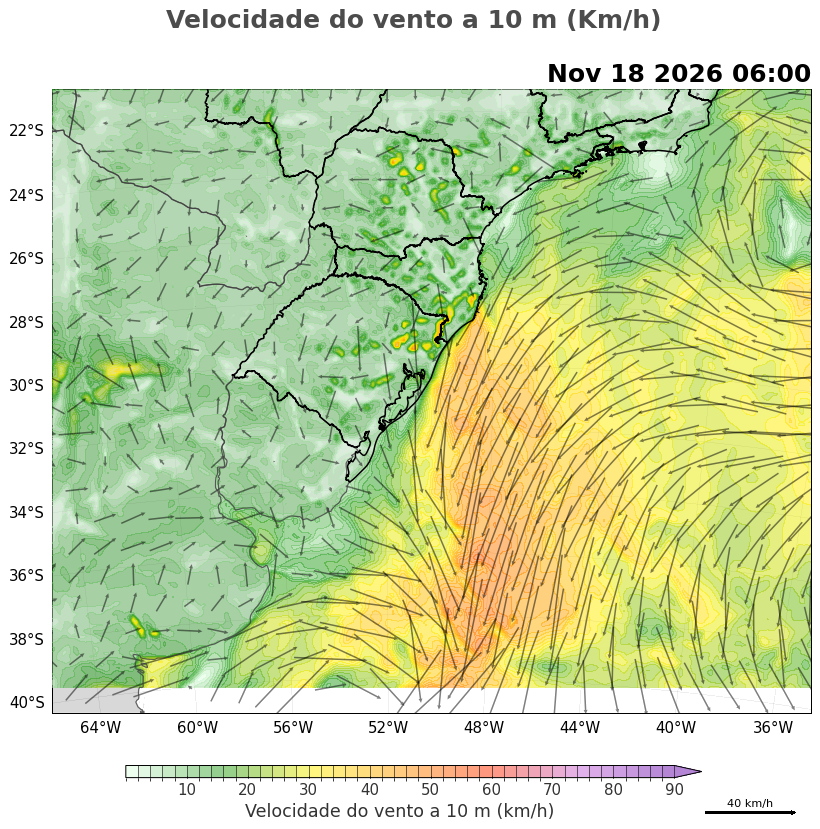 Velocidade do vento a 10 m (Km/h)
Nov 18 2026 06:00
22°S
24°S
26°S
28°S
30°S
32°S
34°S
36°S
38°S
40°S
64°W 60°W 56°W 52°W 48°W 44°W 40°W 36°W
10 20 30 40 50 60 70 80 90
Velocidade do vento a 10 m (km/h)
40 km/h